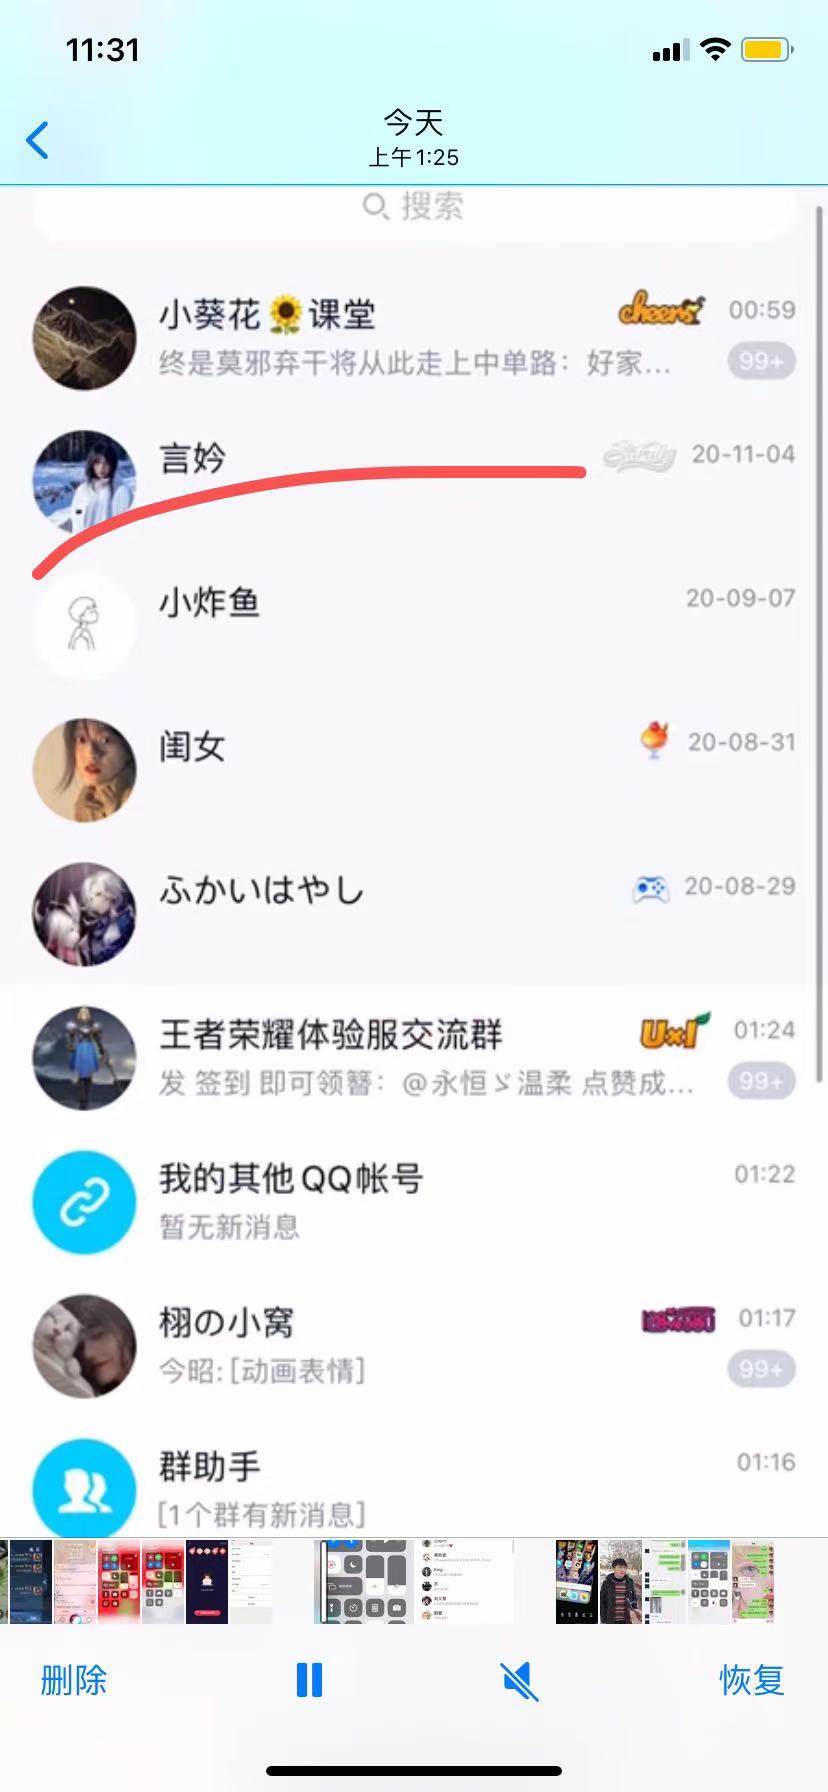 11:31
今天
上午1:25
搜索
小葵花🌻课堂 cheers 00:59
终是莫邪弃干将从此走上中单路：好家... 99+
言妗 20-11-04
小炸鱼 20-09-07
闺女 20-08-31
ふかいはやし 20-08-29
王者荣耀体验服交流群 UxI 01:24
发 签到 即可领簪：@永恒ゞ温柔 点赞成... 99+
我的其他QQ帐号 01:22
暂无新消息
栩の小窝 01:17
今昭:[动画表情] 99+
群助手 01:16
[1个群有新消息]
删除 恢复